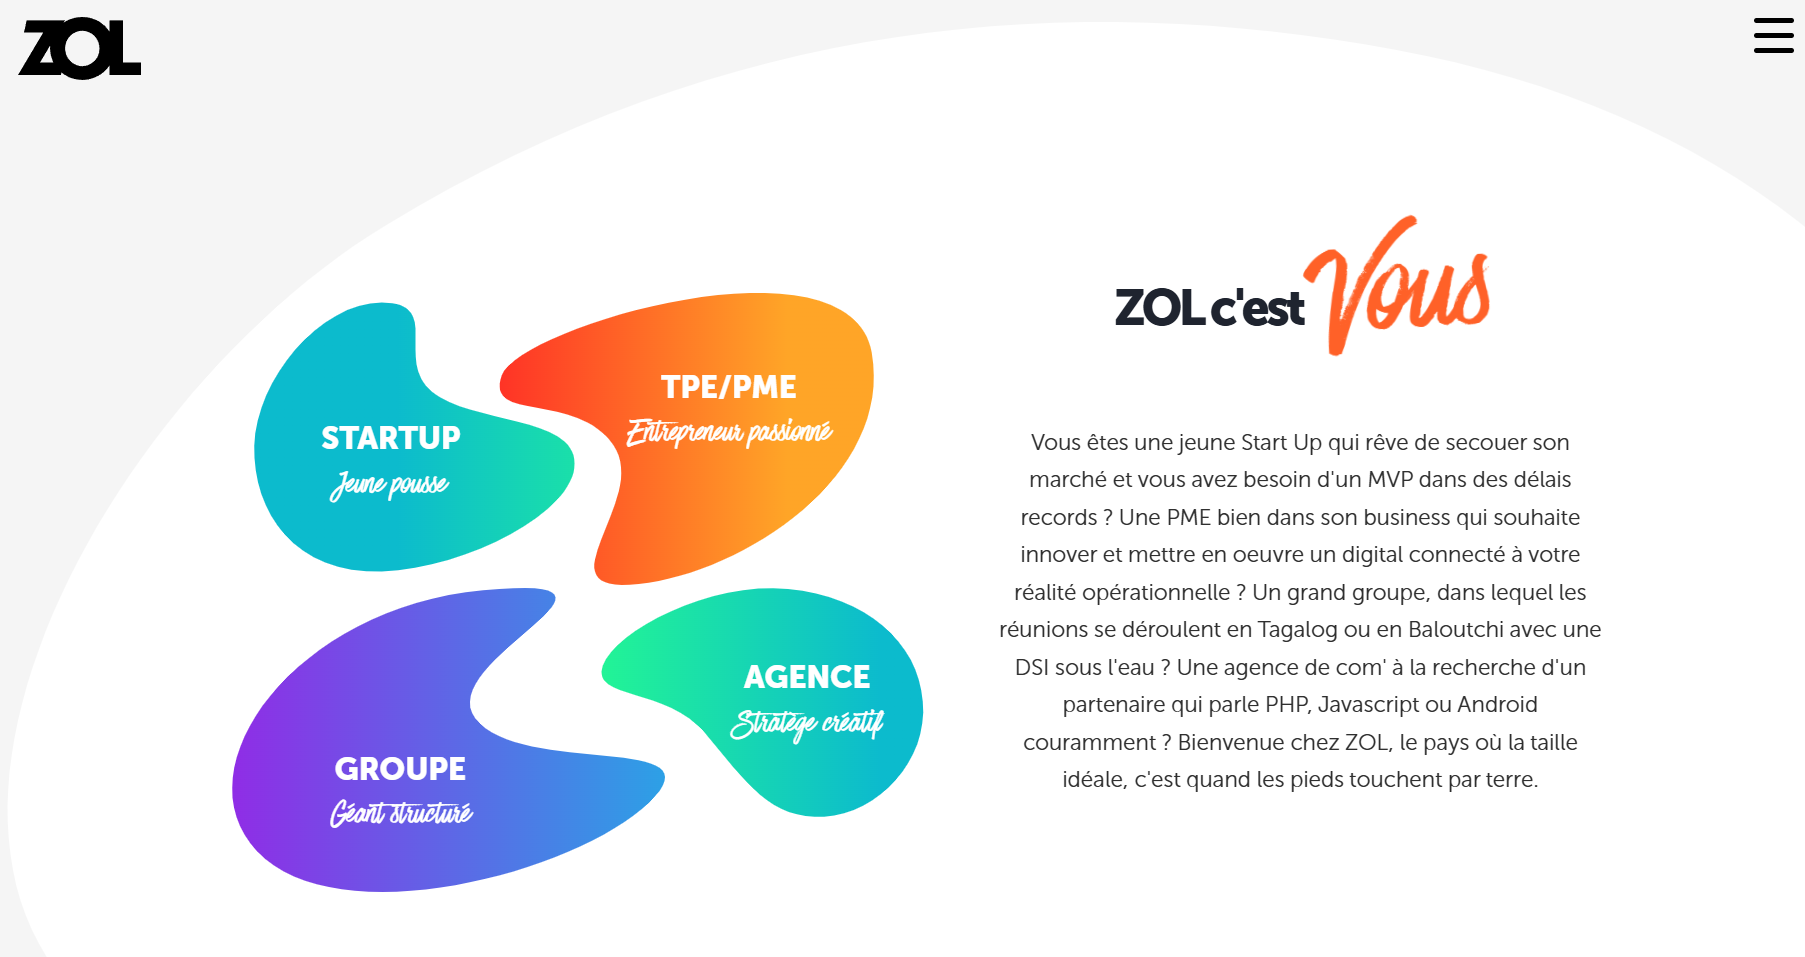 ZOL
ZOL c'est Vous
STARTUP
Jeune pousse
TPE/PME
Entrepreneur passionné
GROUPE
Géant structuré
AGENCE
Stratège créatif
Vous êtes une jeune Start Up qui rêve de secouer son
marché et vous avez besoin d'un MVP dans des délais
records ? Une PME bien dans son business qui souhaite
innover et mettre en oeuvre un digital connecté à votre
réalité opérationnelle ? Un grand groupe, dans lequel les
réunions se déroulent en Tagalog ou en Baloutchi avec une
DSI sous l'eau ? Une agence de com' à la recherche d'un
partenaire qui parle PHP, Javascript ou Android
couramment ? Bienvenue chez ZOL, le pays où la taille
idéale, c'est quand les pieds touchent par terre.